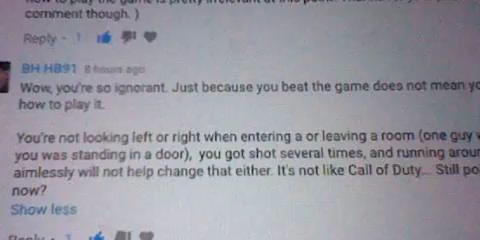 comment though. )
Reply · 1
BH HB91 8 hours ago
Wow, you're so ignorant. Just because you beat the game does not mean
how to play it.
You're not looking left or right when entering a or leaving a room (one guy
you was standing in a door), you got shot several times, and running
aimlessly will not help change that either. It's not like Call of Duty... Still
now?
Show less